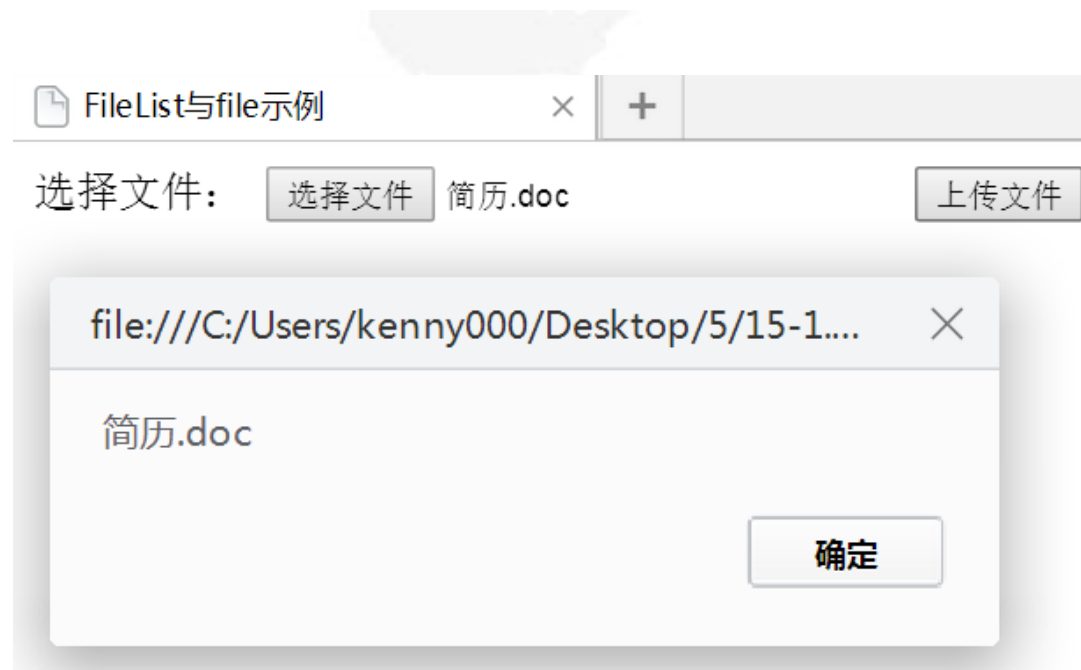 FileList与file示例
选择文件： 选择文件 简历.doc 上传文件
file:///C:/Users/kenny000/Desktop/5/15-1....
简历.doc
确定